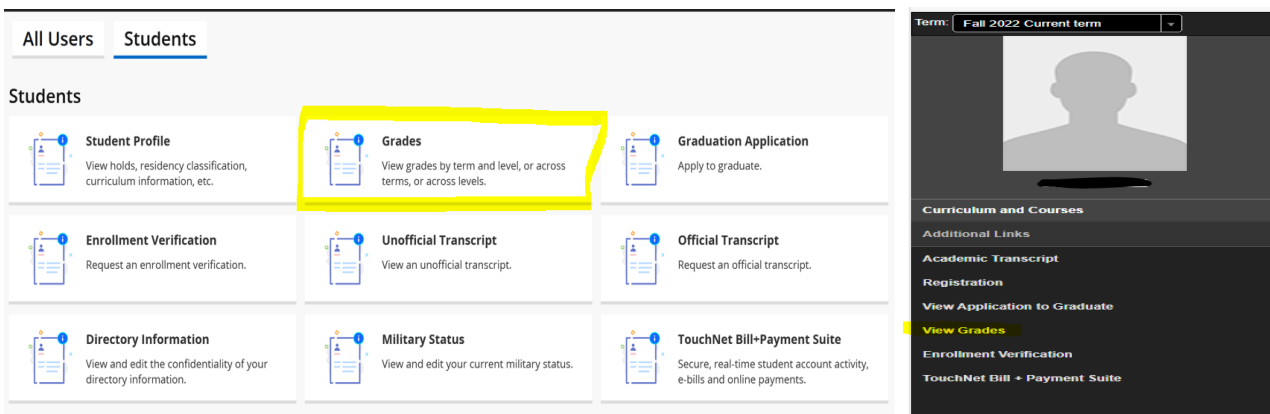 All Users Students
Students
Student Profile
View holds, residency classification,
curriculum information, etc.
Grades
View grades by term and level, or across
terms, or across levels.
Graduation Application
Apply to graduate.
Enrollment Verification
Request an enrollment verification.
Unofficial Transcript
View an unofficial transcript.
Official Transcript
Request an official transcript.
Directory Information
View and edit the confidentiality of your
directory information.
Military Status
View and edit your current military status.
TouchNet Bill+Payment Suite
Secure, real-time student account activity,
e-bills and online payments.
Term: Fall 2022 Current term
Curriculum and Courses
Additional Links
Academic Transcript
Registration
View Application to Graduate
View Grades
Enrollment Verification
TouchNet Bill + Payment Suite